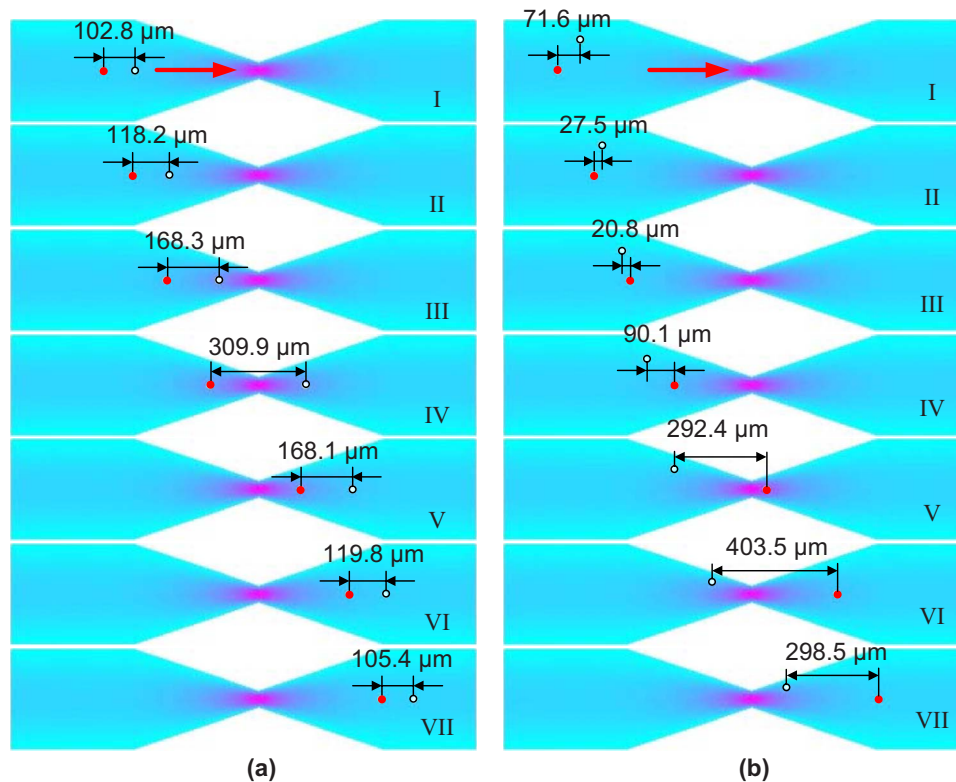 102.8 µm
I
118.2 µm
II
168.3 µm
III
309.9 µm
IV
168.1 µm
V
119.8 µm
VI
105.4 µm
VII
(a)
71.6 µm
I
27.5 µm
II
20.8 µm
III
90.1 µm
IV
292.4 µm
V
403.5 µm
VI
298.5 µm
VII
(b)